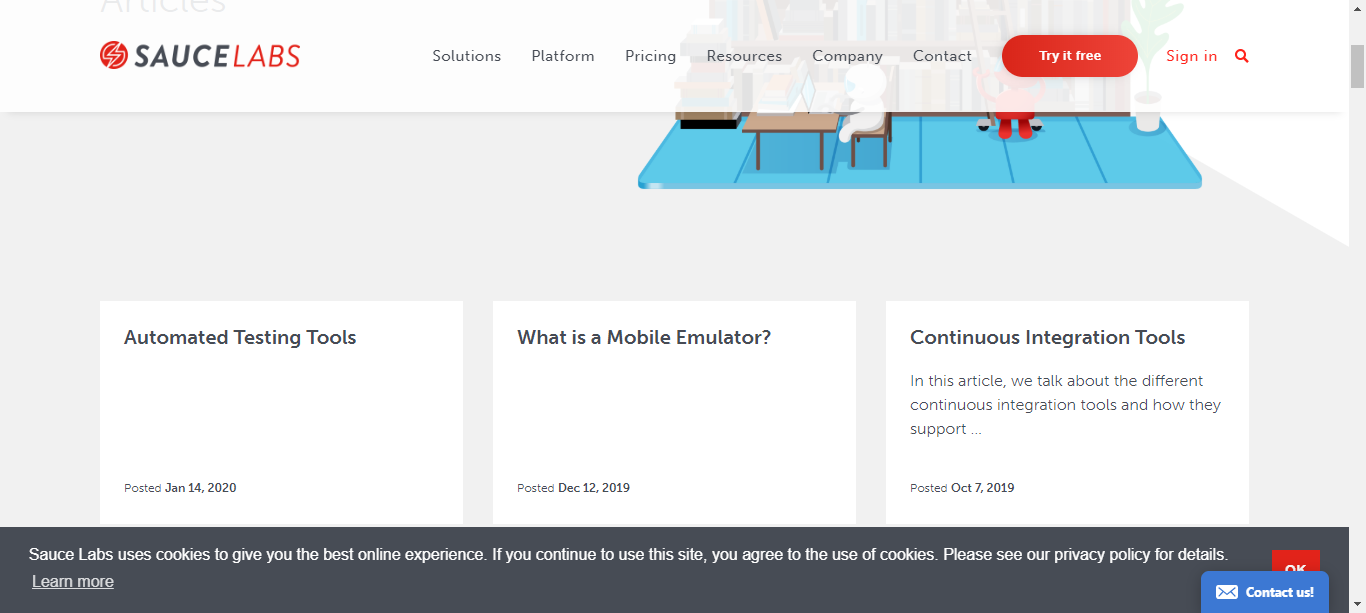 Articles
SAUCELABS
Solutions Platform Pricing Resources Company Contact Try it free Sign in
Automated Testing Tools
Posted Jan 14, 2020
What is a Mobile Emulator?
Posted Dec 12, 2019
Continuous Integration Tools
In this article, we talk about the different
continuous integration tools and how they
support ...
Posted Oct 7, 2019
Sauce Labs uses cookies to give you the best online experience. If you continue to use this site, you agree to the use of cookies. Please see our privacy policy for details.
Learn more
OK
Contact us!